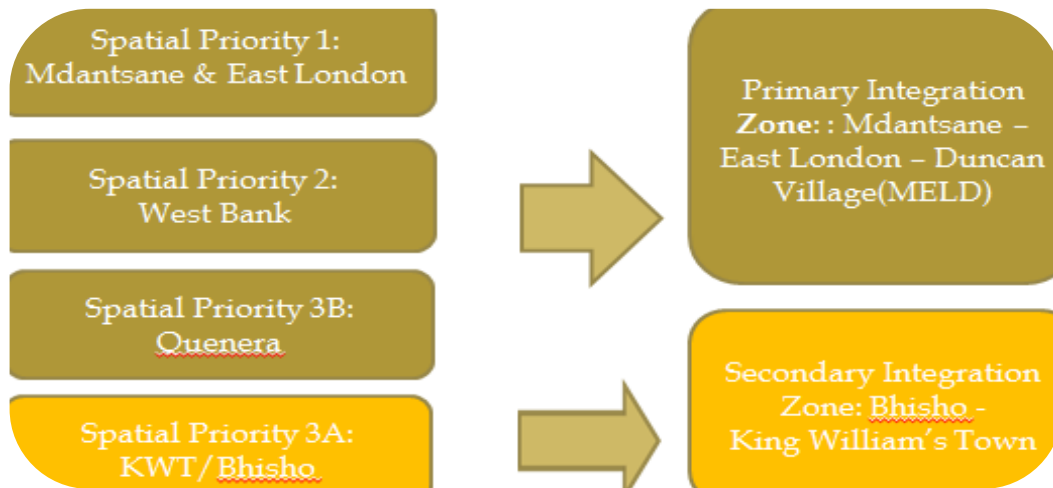 Spatial Priority 1:
Mdantsane & East London
Spatial Priority 2:
West Bank
Spatial Priority 3B:
Quenera
Spatial Priority 3A:
KWT/Bhisho
Primary Integration
Zone: : Mdantsane –
East London – Duncan
Village(MELD)
Secondary Integration
Zone: Bhisho -
King William's Town